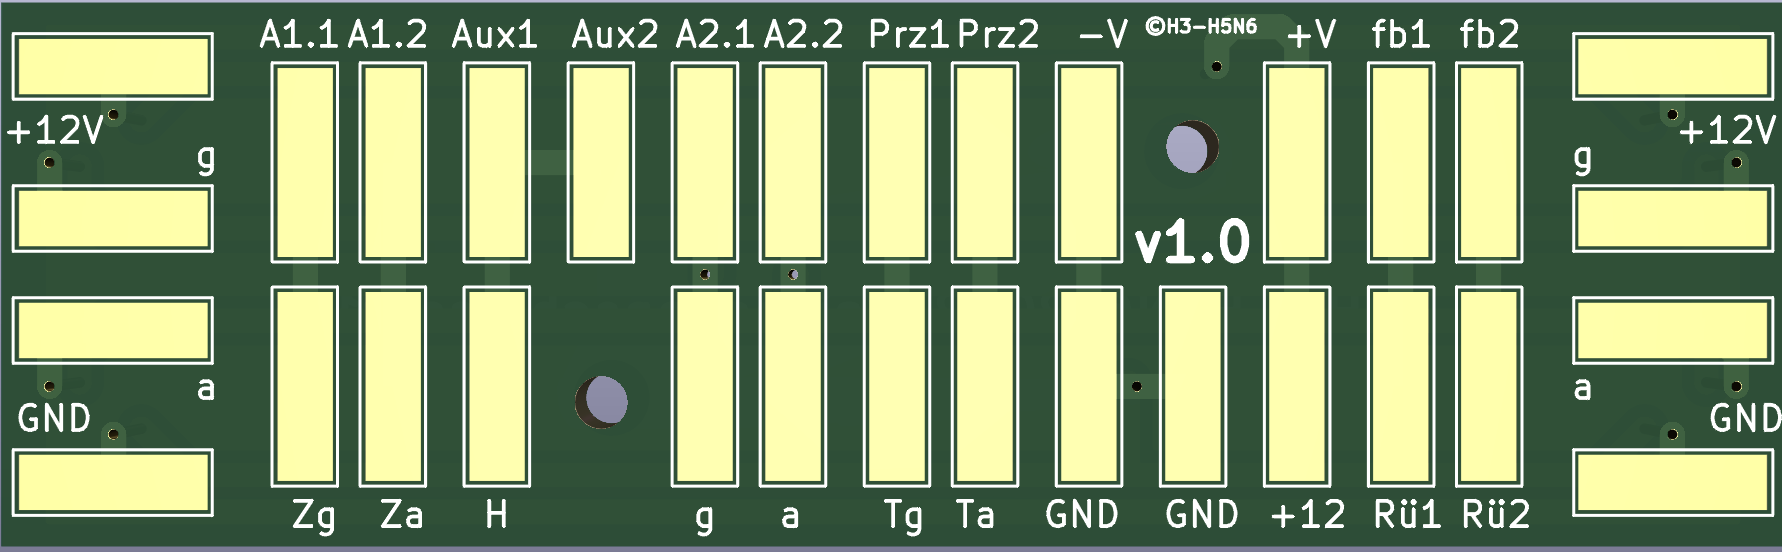 A1.1 A1.2 Aux1 Aux2 A2.1 A2.2 Prz1 Prz2 -V ©H3-H5N6 +V fb1 fb2
+12V +12V
g g
v1.0
a a
GND GND
Zg Za H g a Tg Ta GND GND +12 Rü1 Rü2